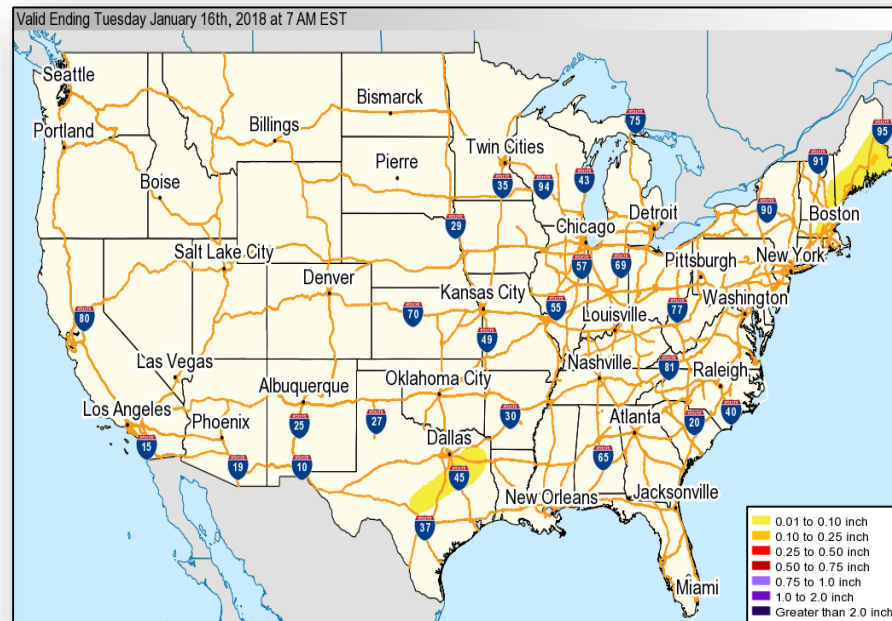 Valid Ending Tuesday January 16th, 2018 at 7 AM EST
Seattle
Portland
Boise
Billings
Bismarck
Pierre
Twin Cities
75
95
91
35
94
43
90
Boston
29
Chicago
Detroit
Salt Lake City
57
69
Pittsburgh
New York
Denver
Kansas City
Washington
80
70
55
Louisville
77
49
Las Vegas
Albuquerque
Oklahoma City
Nashville
81
Raleigh
Los Angeles
Phoenix
25
27
30
Atlanta
20
40
15
Dallas
65
19
10
45
New Orleans
Jacksonville
37
Miami
0.01 to 0.10 inch
0.10 to 0.25 inch
0.25 to 0.50 inch
0.50 to 0.75 inch
0.75 to 1.0 inch
1.0 to 2.0 inch
Greater than 2.0 inch